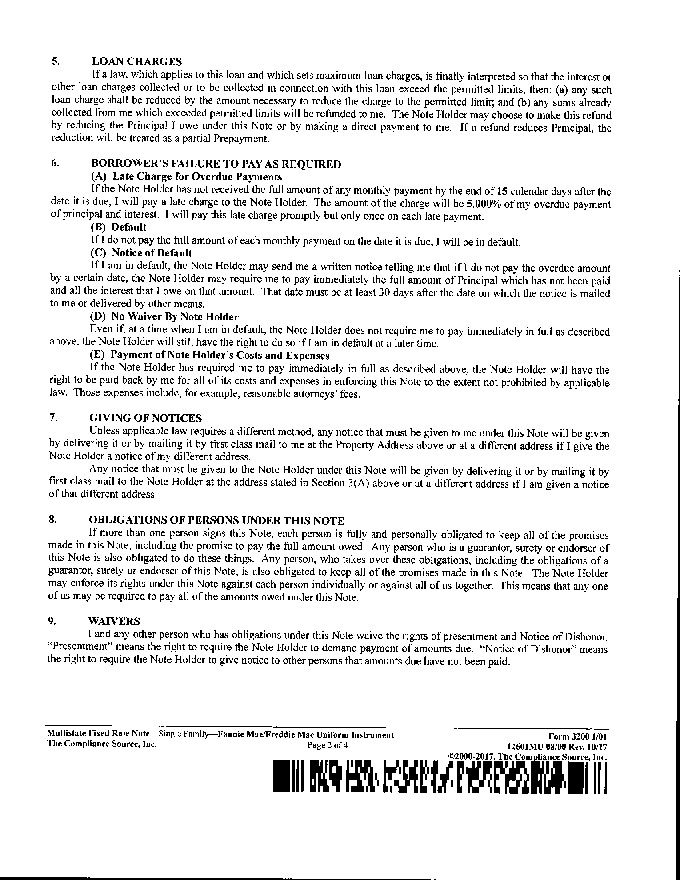 5. LOAN CHARGES
If a law, which applies to this loan and which sets maximum loan charges, is finally interpreted so that the interest or
other loan charges collected or to be collected in connection with this loan exceed the permitted limits, then: (a) any such
loan charge shall be reduced by the amount necessary to reduce the charge to the permitted limit; and (b) any sums already
collected from me which exceeded permitted limits will be refunded to me. The Note Holder may choose to make this refund
by reducing the Principal I owe under this Note or by making a direct payment to me. If a refund reduces Principal, the
reduction will be treated as a partial Prepayment.
6. BORROWER'S FAILURE TO PAY AS REQUIRED
(A) Late Charge for Overdue Payments
If the Note Holder has not received the full amount of any monthly payment by the end of 15 calendar days after the
date it is due, I will pay a late charge to the Note Holder. The amount of the charge will be 5.000% of my overdue payment
of principal and interest. I will pay this late charge promptly but only once on each late payment.
(B) Default
If I do not pay the full amount of each monthly payment on the date it is due, I will be in default.
(C) Notice of Default
If I am in default, the Note Holder may send me a written notice telling me that if I do not pay the overdue amount
by a certain date, the Note Holder may require me to pay immediately the full amount of Principal which has not been paid
and all the interest that I owe on that amount. That date must be at least 30 days after the date on which the notice is mailed
to me or delivered by other means.
(D) No Waiver By Note Holder
Even if, at a time when I am in default, the Note Holder does not require me to pay immediately in full as described
above, the Note Holder will still have the right to do so if I am in default at a later time.
(E) Payment of Note Holder's Costs and Expenses
If the Note Holder has required me to pay immediately in full as described above, the Note Holder will have the
right to be paid back by me for all of its costs and expenses in enforcing this Note to the extent not prohibited by applicable
law. Those expenses include, for example, reasonable attorneys' fees.
7. GIVING OF NOTICES
Unless applicable law requires a different method, any notice that must be given to me under this Note will be given
by delivering it or by mailing it by first class mail to me at the Property Address above or at a different address if I give the
Note Holder a notice of my different address.
Any notice that must be given to the Note Holder under this Note will be given by delivering it or by mailing it by
first class mail to the Note Holder at the address stated in Section 3(A) above or at a different address if I am given a notice
of that different address
8. OBLIGATIONS OF PERSONS UNDER THIS NOTE
If more than one person signs this Note, each person is fully and personally obligated to keep all of the promises
made in this Note, including the promise to pay the full amount owed. Any person who is a guarantor, surety or endorser of
this Note is also obligated to do these things. Any person, who takes over these obligations, including the obligations of a
guarantor, surety or endorser of this Note, is also obligated to keep all of the promises made in this Note. The Note Holder
may enforce its rights under this Note against each person individually or against all of us together. This means that any one
of us may be required to pay all of the amounts owed under this Note.
9. WAIVERS
I and any other person who has obligations under this Note waive the rights of presentment and Notice of Dishonor.
"Presentment" means the right to require the Note Holder to demand payment of amounts due. "Notice of Dishonor" means
the right to require the Note Holder to give notice to other persons that amounts due have not been paid.
Multistate Fixed Rate Note—Single Family—Fannie Mae/Freddie Mac Uniform Instrument Form 3200 1/01
The Compliance Source, Inc. Page 2 of 4 12601MU 08/00 Rev. 10/17
©2000-2017, The Compliance Source, Inc.